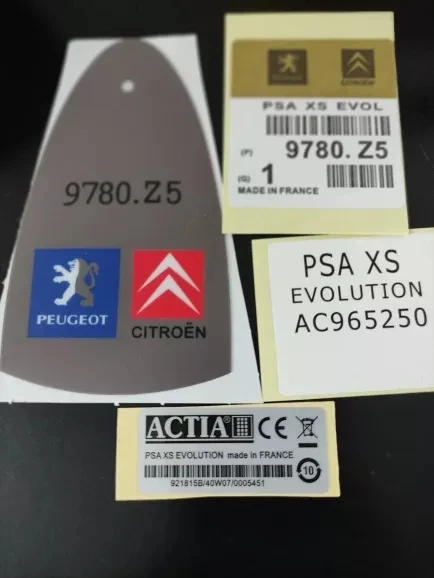 9780.Z5
PEUGEOT
CITROËN
CITROËN
PSA XS EVOL
(P) 9780.Z5
(Q) 1
MADE IN FRANCE
PSA XS
EVOLUTION
AC965250
ACTIA® CE
PSA XS EVOLUTION made in FRANCE
921815B/40W07/0005451
10